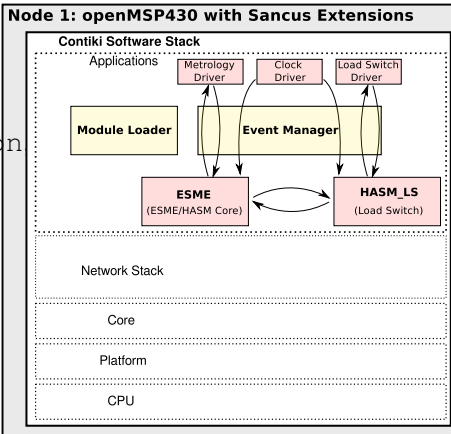 Node 1: openMSP430 with Sancus Extensions
Contiki Software Stack
Applications
Metrology
Driver
Clock
Driver
Load Switch
Driver
Module Loader
Event Manager
ESME
(ESME/HASM Core)
HASM_LS
(Load Switch)
Network Stack
Core
Platform
CPU